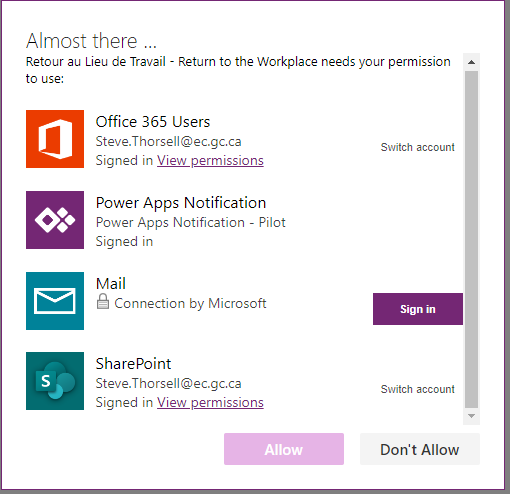 Almost there ...
Retour au Lieu de Travail - Return to the Workplace needs your permission
to use:
Office 365 Users
Steve.Thorsell@ec.gc.ca
Signed in View permissions
Switch account
Power Apps Notification
Power Apps Notification - Pilot
Signed in
Mail
Connection by Microsoft
Sign in
SharePoint
Steve.Thorsell@ec.gc.ca
Signed in View permissions
Switch account
S
Allow
Don't Allow